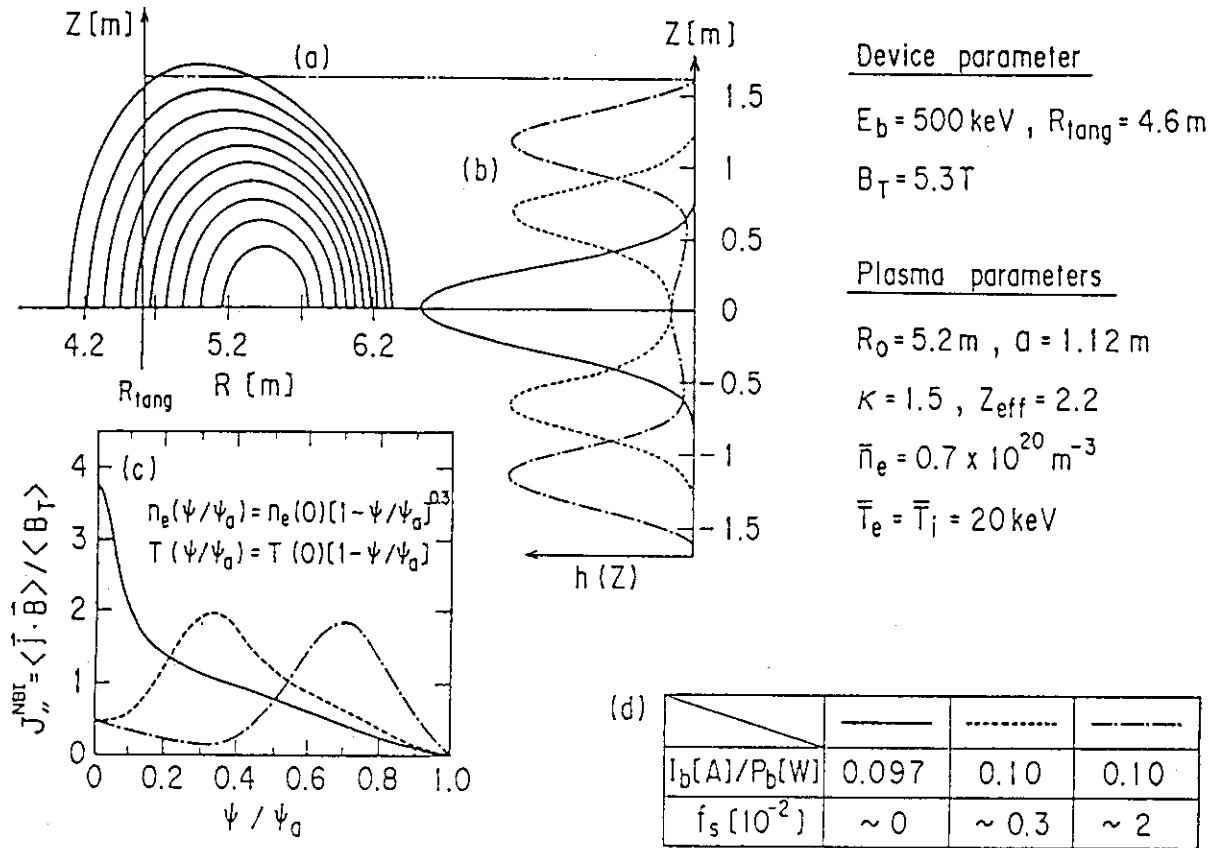 Z[m]
(a)
4.2 5.2 6.2
R_tang R [m]
Z[m]
(b)
1.5
1
0.5
0
-0.5
-1
-1.5
h(Z)
Device parameter
E_b = 500 keV , R_tang = 4.6 m
B_T = 5.3T
Plasma parameters
R_0 = 5.2 m , a = 1.12 m
κ = 1.5 , Z_eff = 2.2
n̄_e = 0.7 x 10^20 m^-3
T̄_e = T̄_i = 20 keV
(c)
n_e(ψ/ψ_a) = n_e(0)[1-ψ/ψ_a]^0.3
T(ψ/ψ_a) = T(0)[1-ψ/ψ_a]
J_//^NBI = <j⃗·B⃗>/<B_T>
4
3
2
1
0
0 0.2 0.4 0.6 0.8 1.0
ψ/ψ_a
(d)
I_b[A]/P_b[W] 0.097 0.10 0.10
f_s [10^-2] ~0 ~0.3 ~2